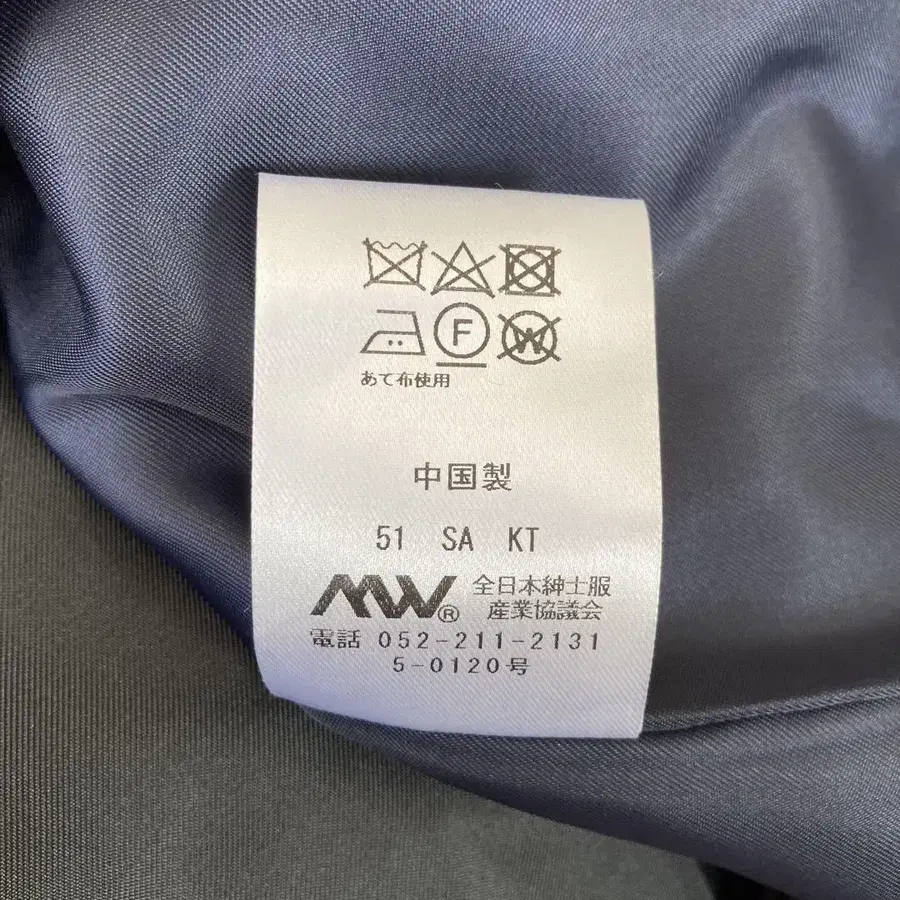 F W
あて布使用
中国製
51 SA KT
MW® 全日本紳士服
産業協議会
電話 052-211-2131
5-0120号